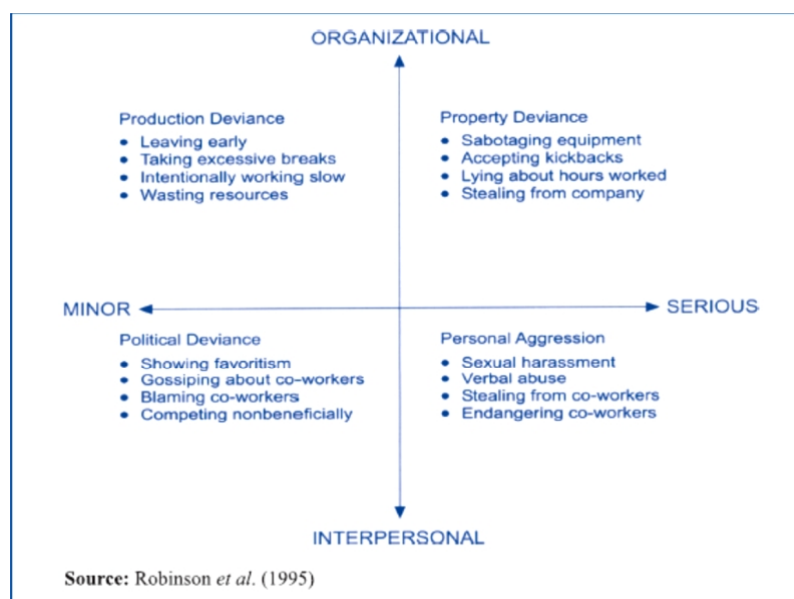 ORGANIZATIONAL
Production Deviance
• Leaving early
• Taking excessive breaks
• Intentionally working slow
• Wasting resources
Property Deviance
• Sabotaging equipment
• Accepting kickbacks
• Lying about hours worked
• Stealing from company
MINOR
SERIOUS
Political Deviance
• Showing favoritism
• Gossiping about co-workers
• Blaming co-workers
• Competing nonbeneficially
Personal Aggression
• Sexual harassment
• Verbal abuse
• Stealing from co-workers
• Endangering co-workers
INTERPERSONAL
Source: Robinson et al. (1995)